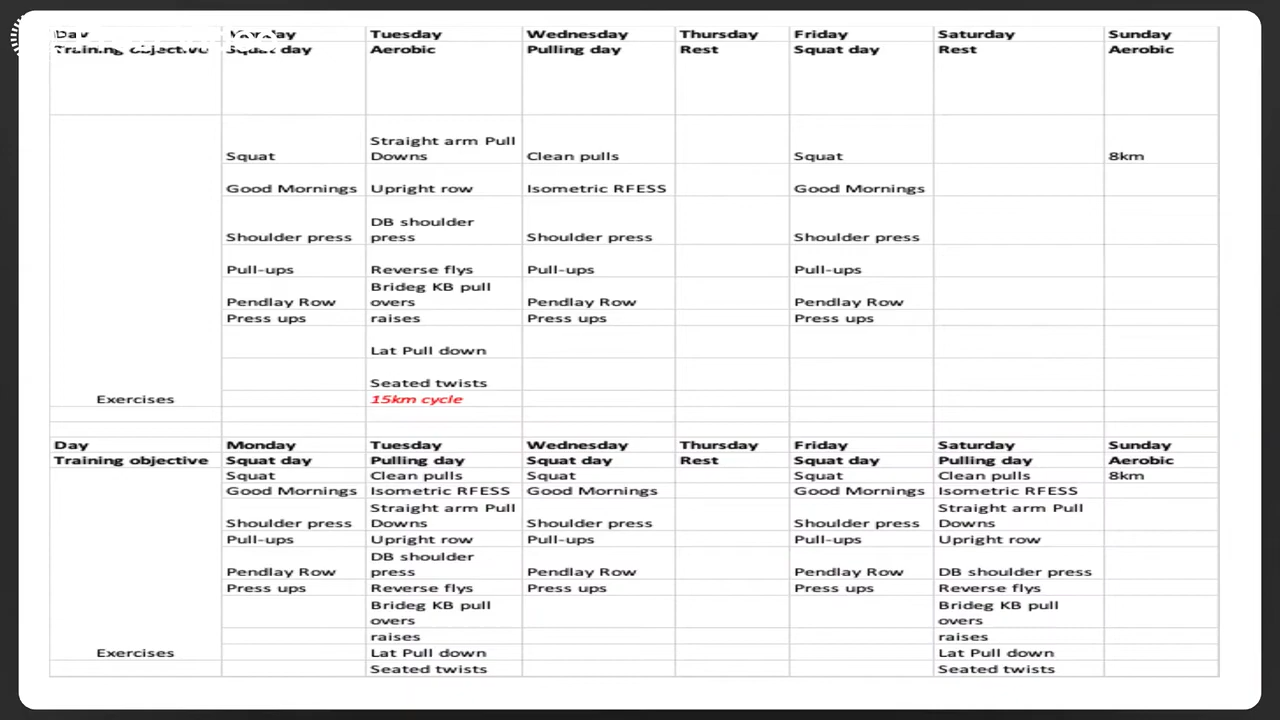 Day Monday Tuesday Wednesday Thursday Friday Saturday Sunday
Training objective Squat day Aerobic Pulling day Rest Squat day Rest Aerobic
Straight arm Pull
Squat Downs Clean pulls Squat 8km
Good Mornings Upright row Isometric RFESS Good Mornings
DB shoulder
Shoulder press press Shoulder press Shoulder press
Pull-ups Reverse flys Pull-ups Pull-ups
Brideg KB pull
Pendlay Row overs Pendlay Row Pendlay Row
Press ups raises Press ups Press ups
Lat Pull down
Seated twists
Exercises 15km cycle
Day Monday Tuesday Wednesday Thursday Friday Saturday Sunday
Training objective Squat day Pulling day Squat day Rest Squat day Pulling day Aerobic
Squat Clean pulls Squat Squat Clean pulls 8km
Good Mornings Isometric RFESS Good Mornings Good Mornings Isometric RFESS
Straight arm Pull Straight arm Pull
Shoulder press Downs Shoulder press Shoulder press Downs
Pull-ups Upright row Pull-ups Pull-ups Upright row
DB shoulder
Pendlay Row press Pendlay Row Pendlay Row DB shoulder press
Press ups Reverse flys Press ups Press ups Reverse flys
Brideg KB pull Brideg KB pull
overs overs
raises raises
Exercises Lat Pull down Lat Pull down
Seated twists Seated twists